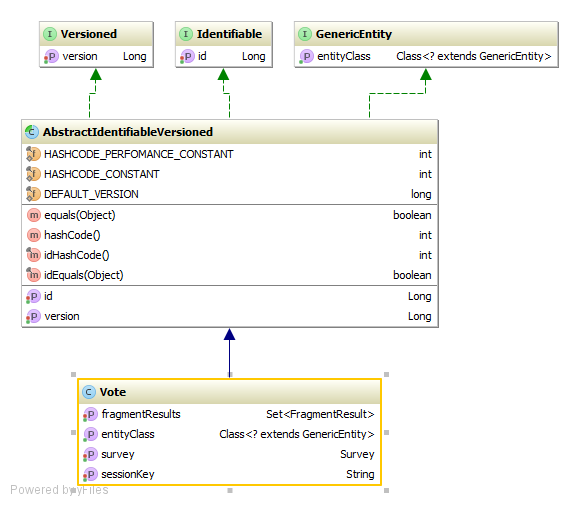 Versioned
version Long
Identifiable
id Long
GenericEntity
entityClass Class<? extends GenericEntity>
AbstractIdentifiableVersioned
HASHCODE_PERFOMANCE_CONSTANT int
HASHCODE_CONSTANT int
DEFAULT_VERSION long
equals(Object) boolean
hashCode() int
idHashCode() int
idEquals(Object) boolean
id Long
version Long
Vote
fragmentResults Set<FragmentResult>
entityClass Class<? extends GenericEntity>
survey Survey
sessionKey String
Powered by yFiles